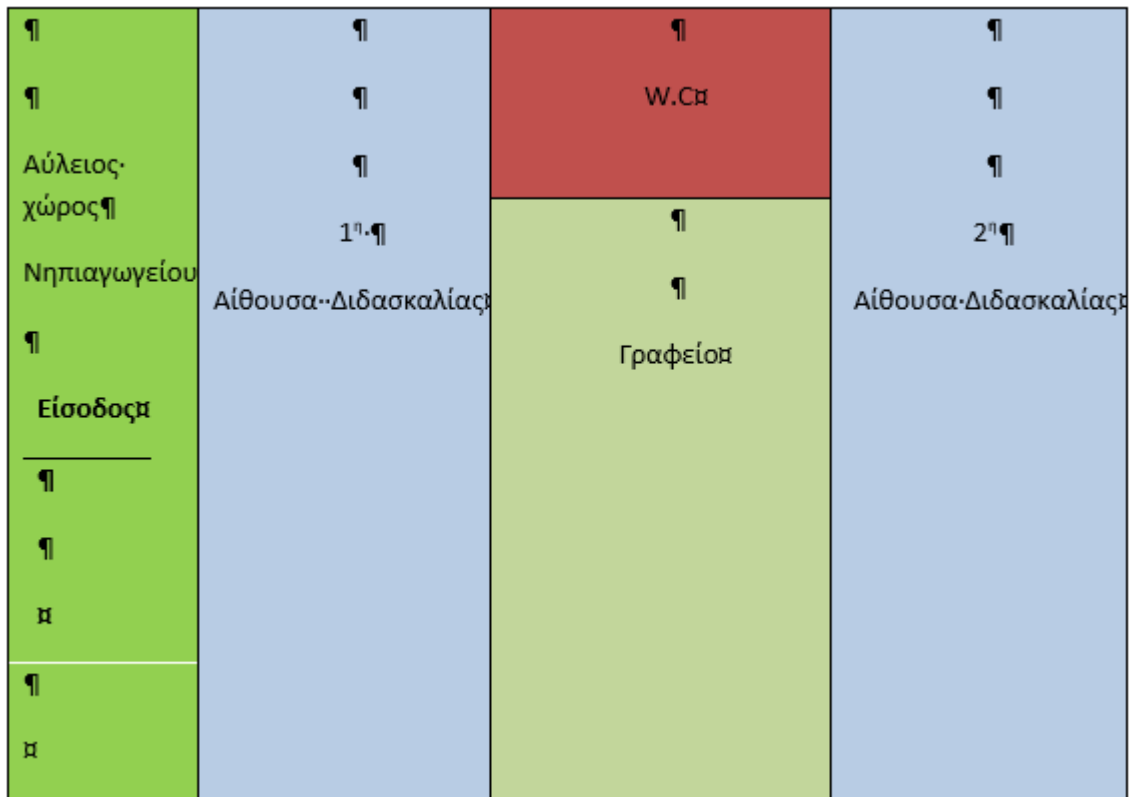 Αύλειος
χώρος
Νηπιαγωγείου
Είσοδος
1η
Αίθουσα Διδασκαλίας
W.C
Γραφείο
2η
Αίθουσα Διδασκαλίας